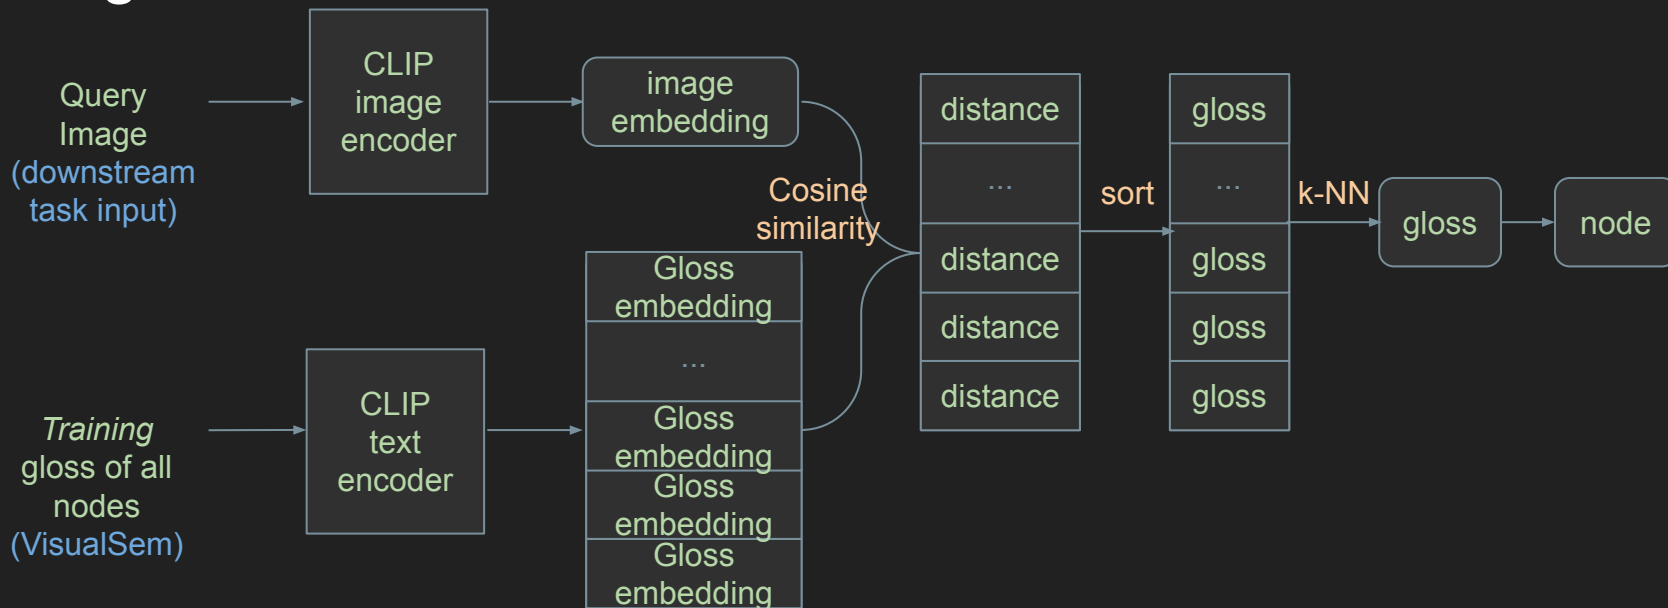 Query
Image
(downstream
task input)
CLIP
image
encoder
image
embedding
Cosine
similarity
distance
...
distance
distance
distance
sort
gloss
...
gloss
gloss
gloss
k-NN
gloss
node
Training
gloss of all
nodes
(VisualSem)
CLIP
text
encoder
Gloss
embedding
...
Gloss
embedding
Gloss
embedding
Gloss
embedding